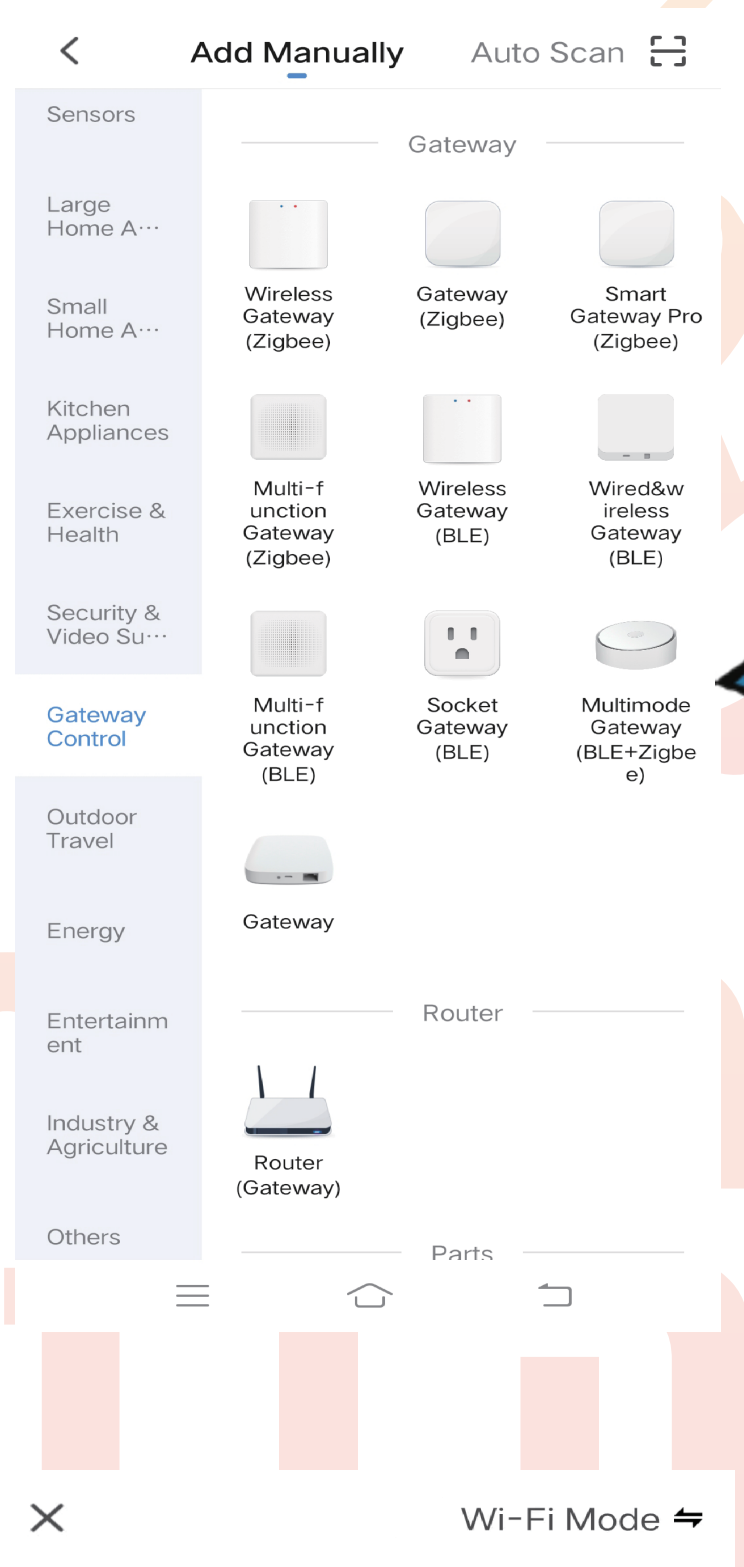 Add Manually
Auto Scan
Sensors
Large
Home A···
Small
Home A···
Kitchen
Appliances
Exercise &
Health
Security &
Video Su···
Gateway
Control
Outdoor
Travel
Energy
Entertainm
ent
Industry &
Agriculture
Others
Gateway
Wireless
Gateway
(Zigbee)
Gateway
(Zigbee)
Smart
Gateway Pro
(Zigbee)
Multi-f
unction
Gateway
(Zigbee)
Wireless
Gateway
(BLE)
Wired&w
ireless
Gateway
(BLE)
Multi-f
unction
Gateway
(BLE)
Socket
Gateway
(BLE)
Multimode
Gateway
(BLE+Zigbe
e)
Gateway
Router
Router
(Gateway)
Parts
Wi-Fi Mode